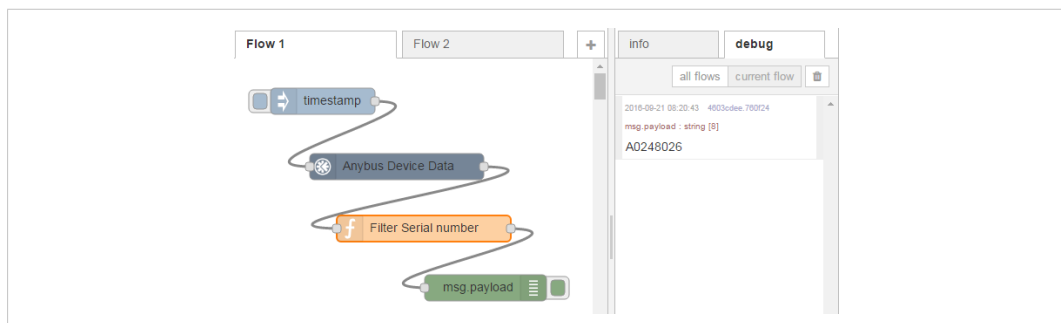 Flow 1
Flow 2
info
debug
all flows
current flow
2016-09-21 08:20:43 4603cdee.760f24
msg.payload : string [8]
A0248026
timestamp
Anybus Device Data
Filter Serial number
msg.payload